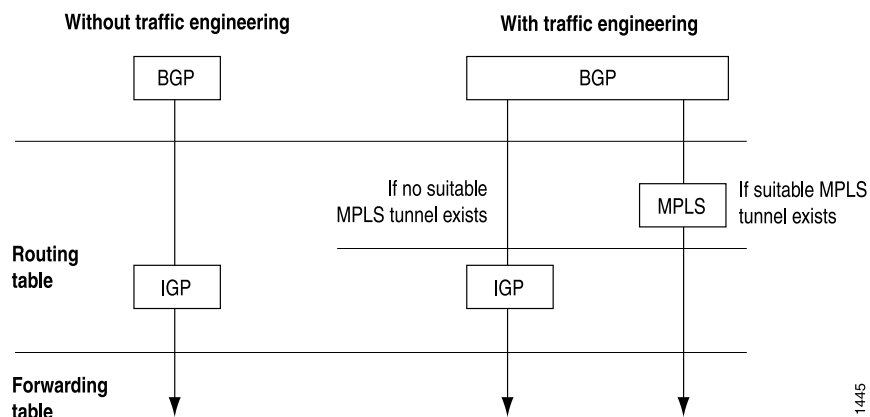 Without traffic engineering
With traffic engineering
BGP
BGP
If no suitable
MPLS tunnel exists
MPLS
If suitable MPLS
tunnel exists
Routing
table
IGP
IGP
Forwarding
table
1445